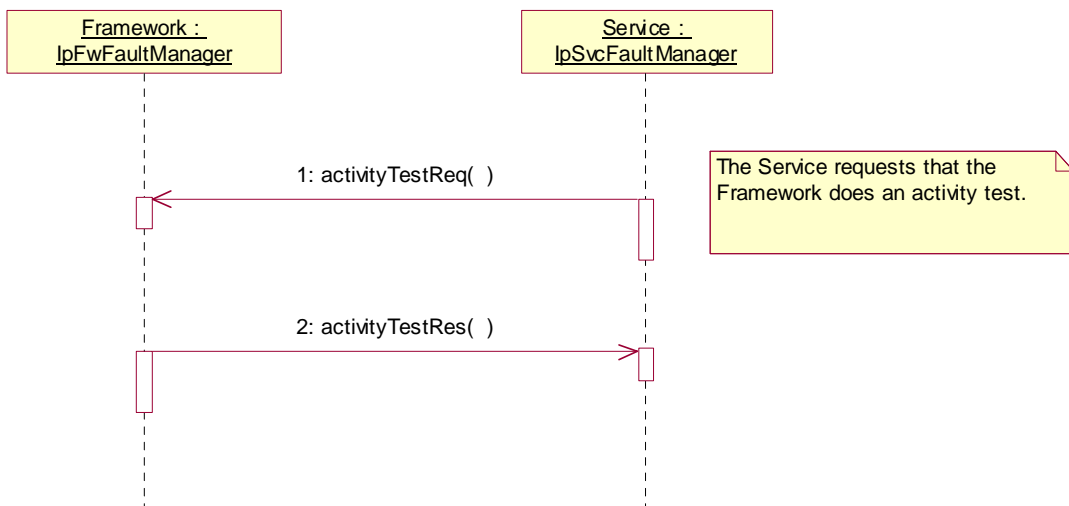 Framework :
IpFwFaultManager
Service :
IpSvcFaultManager
1: activityTestReq( )
The Service requests that the
Framework does an activity test.
2: activityTestRes( )